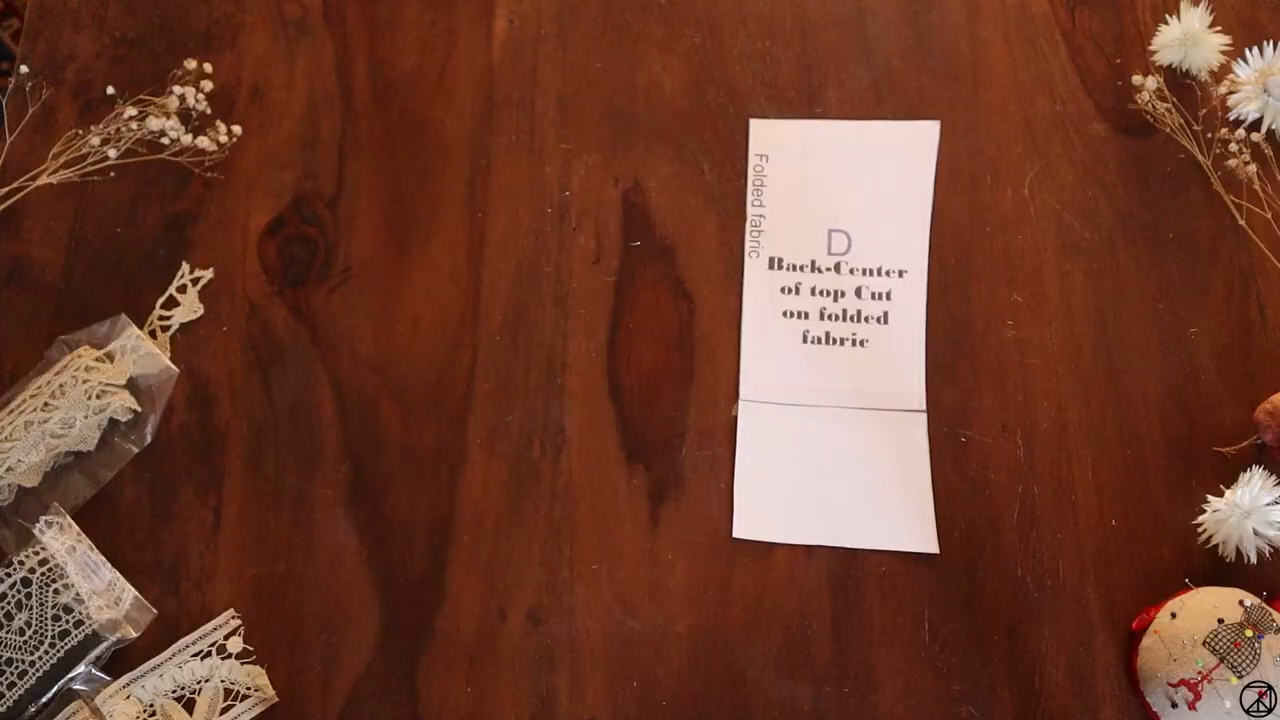 Folded fabric
D
Back-Center
of top Cut
on folded
fabric